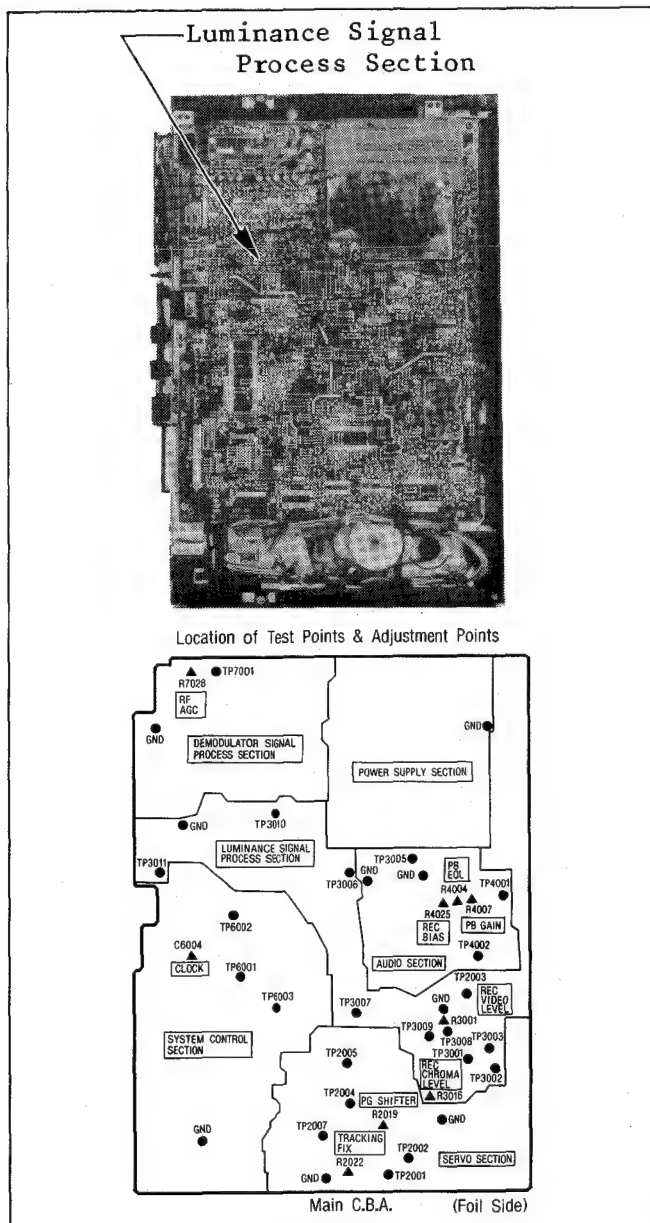 Luminance Signal
Process Section
Location of Test Points & Adjustment Points
R7028
TP7001
RF
AGC
GND
GND
DEMODULATOR SIGNAL
PROCESS SECTION
POWER SUPPLY SECTION
GND
TP3010
LUMINANCE SIGNAL
PROCESS SECTION
TP3011
TP3005
PB
EQL
GND
GND
TP3006
R4004
TP4001
R4025
R4007
REC
BIAS
PB GAIN
TP6002
C6004
CLOCK
TP4002
AUDIO SECTION
TP6001
TP2003
TP6003
GND
REC
VIDEO
LEVEL
TP3007
R3001
SYSTEM CONTROL
SECTION
TP3009
TP3008
TP3003
TP3001
TP2005
REC
CHROMA
LEVEL
TP3002
TP2004
PG SHIFTER
R3016
R2019
GND
GND
TP2007
TRACKING
FIX
TP2002
R2022
SERVO SECTION
GND
TP2001
Main C.B.A.
(Foil Side)